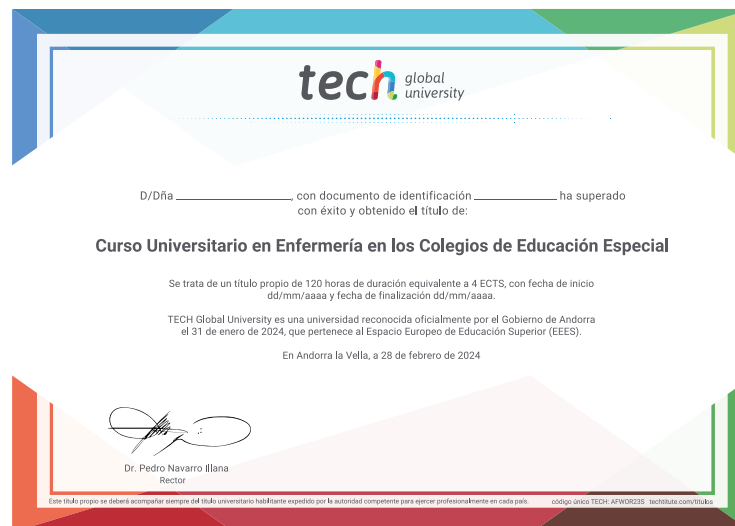 tech global university
D/Dña ____________________, con documento de identificación ______________ ha superado
con éxito y obtenido el título de:
Curso Universitario en Enfermería en los Colegios de Educación Especial
Se trata de un título propio de 120 horas de duración equivalente a 4 ECTS, con fecha de inicio
dd/mm/aaaa y fecha de finalización dd/mm/aaaa.
TECH Global University es una universidad reconocida oficialmente por el Gobierno de Andorra
el 31 de enero de 2024, que pertenece al Espacio Europeo de Educación Superior (EEES).
En Andorra la Vella, a 28 de febrero de 2024
Dr. Pedro Navarro Illana
Rector
Este título propio se deberá acompañar siempre del título universitario habilitante expedido por la autoridad competente para ejercer profesionalmente en cada país. código único TECH: AFWOR23S techtitute.com/titulos